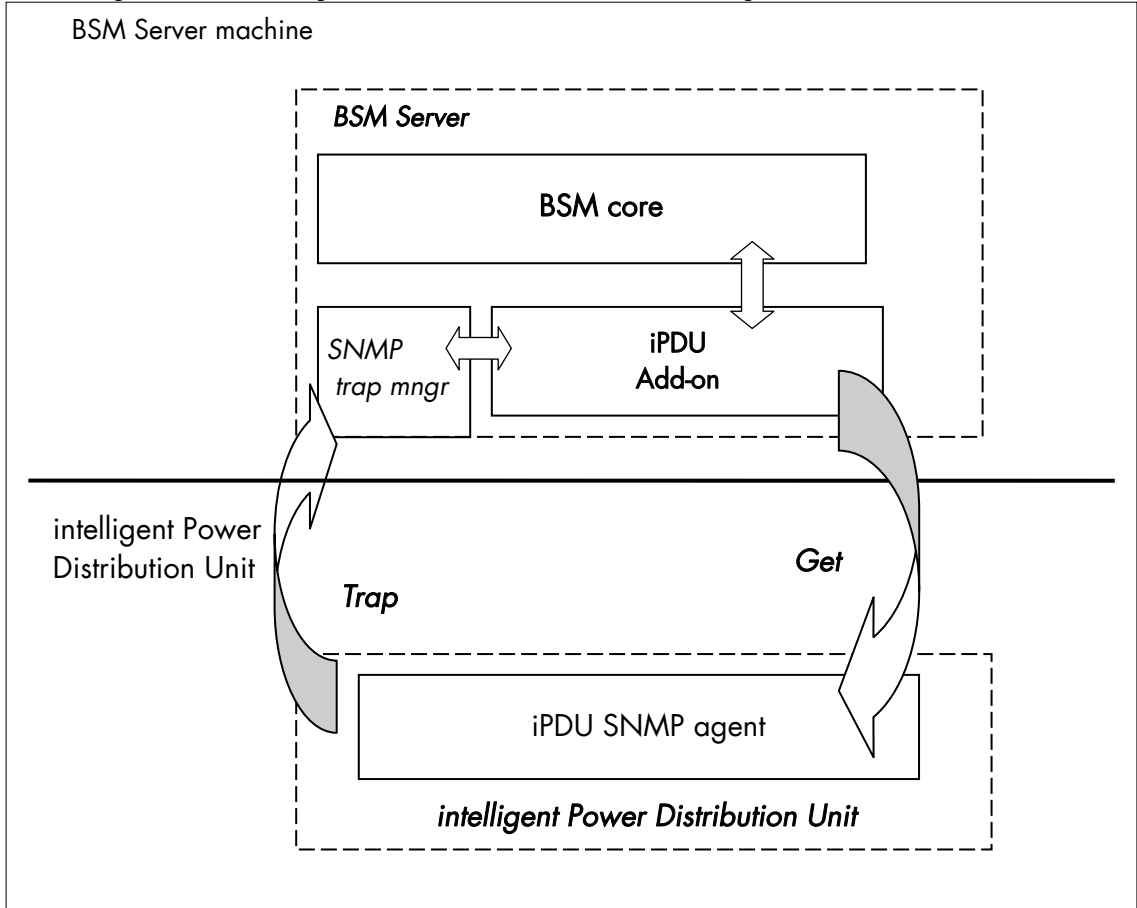 BSM Server machine
BSM Server
BSM core
SNMP
trap mngr
iPDU
Add-on
intelligent Power
Distribution Unit
Get
Trap
iPDU SNMP agent
intelligent Power Distribution Unit